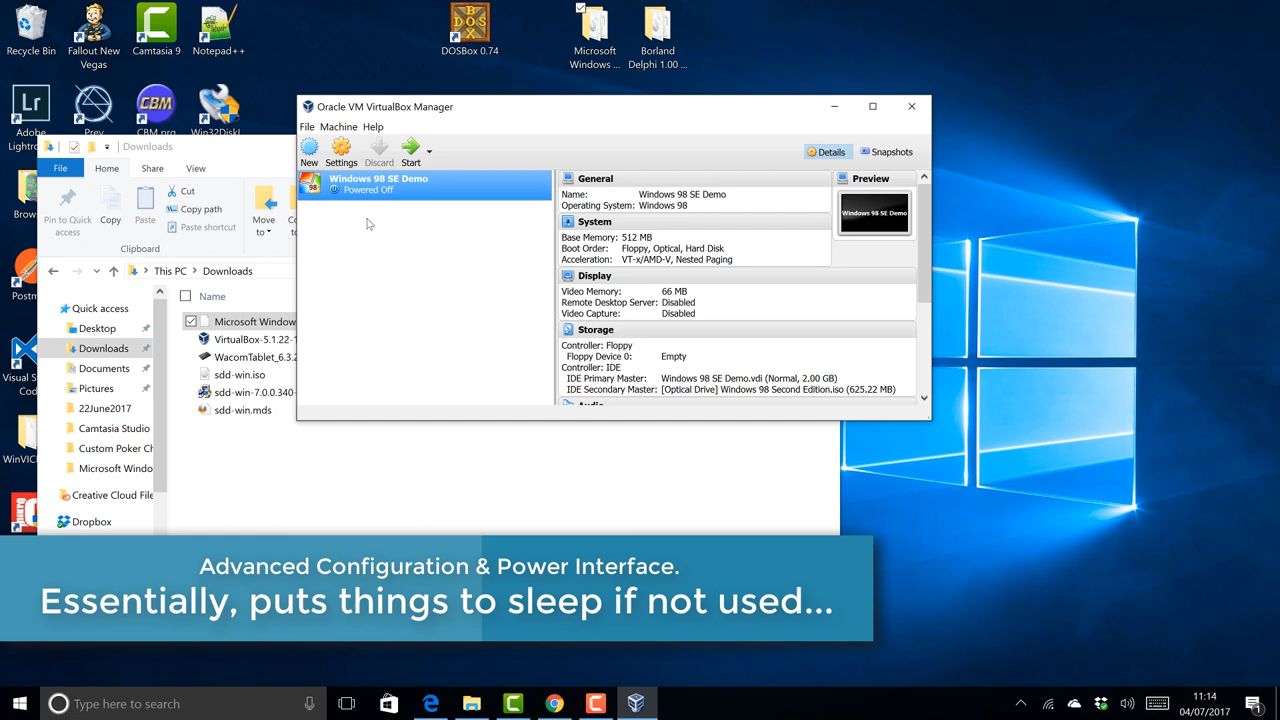 Recycle Bin
Fallout New
Vegas
Camtasia 9
Notepad++
DOSBox 0.74
Microsoft
Windows ...
Borland
Delphi 1.00 ...
Adobe
Lightro
Prey
CBM prg
Win32DiskI
Oracle VM VirtualBox Manager
File Machine Help
New Settings Discard Start
Details Snapshots
Windows 98 SE Demo
Powered Off
General
Name: Windows 98 SE Demo
Operating System: Windows 98
System
Base Memory: 512 MB
Boot Order: Floppy, Optical, Hard Disk
Acceleration: VT-x/AMD-V, Nested Paging
Display
Video Memory: 66 MB
Remote Desktop Server: Disabled
Video Capture: Disabled
Storage
Controller: Floppy
Floppy Device 0: Empty
Controller: IDE
IDE Primary Master: Windows 98 SE Demo.vdi (Normal, 2.00 GB)
IDE Secondary Master: [Optical Drive] Windows 98 Second Edition.iso (625.22 MB)
Audio
Preview
Windows 98 SE Demo
Downloads
File Home Share View
Pin to Quick
access
Copy
Paste
Cut
Copy path
Paste shortcut
Move
to
Clipboard
This PC > Downloads
Name
Quick access
Desktop
Downloads
Documents
Pictures
22June2017
Camtasia Studio
Custom Poker Ch
Microsoft Windo
Creative Cloud File
Dropbox
Microsoft Window
VirtualBox-5.1.22-1
WacomTablet_6.3.2
sdd-win.iso
sdd-win-7.0.0.340-
sdd-win.mds
Brows
Postm
Visual S
Code
WinVIC
Advanced Configuration & Power Interface.
Essentially, puts things to sleep if not used...
Type here to search
11:14
04/07/2017
1